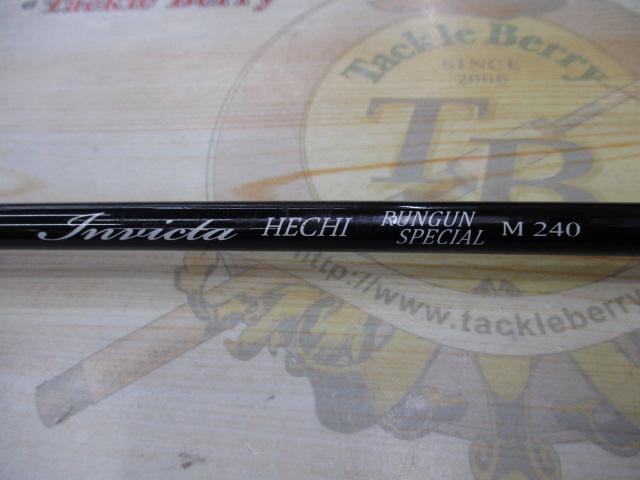 a Tackle Berry
Tackle Berry
SINCE
2000
TB
Invicta HECHI RUNGUN SPECIAL M 240
http://www.tackleberry